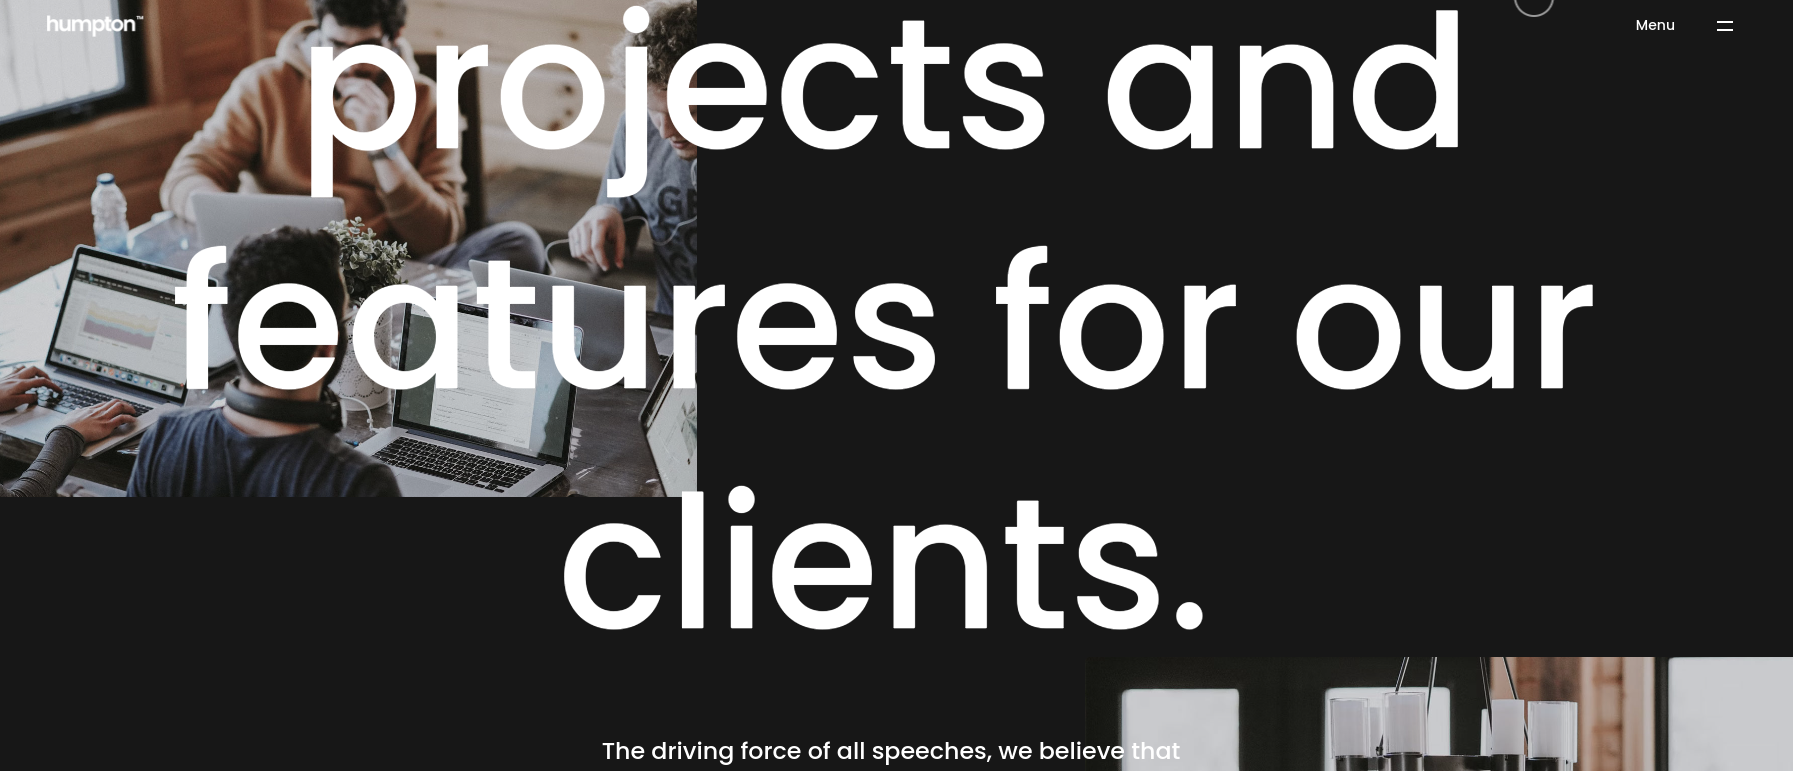 humpton™
Menu
projects and
features for our
clients.
The driving force of all speeches, we believe that